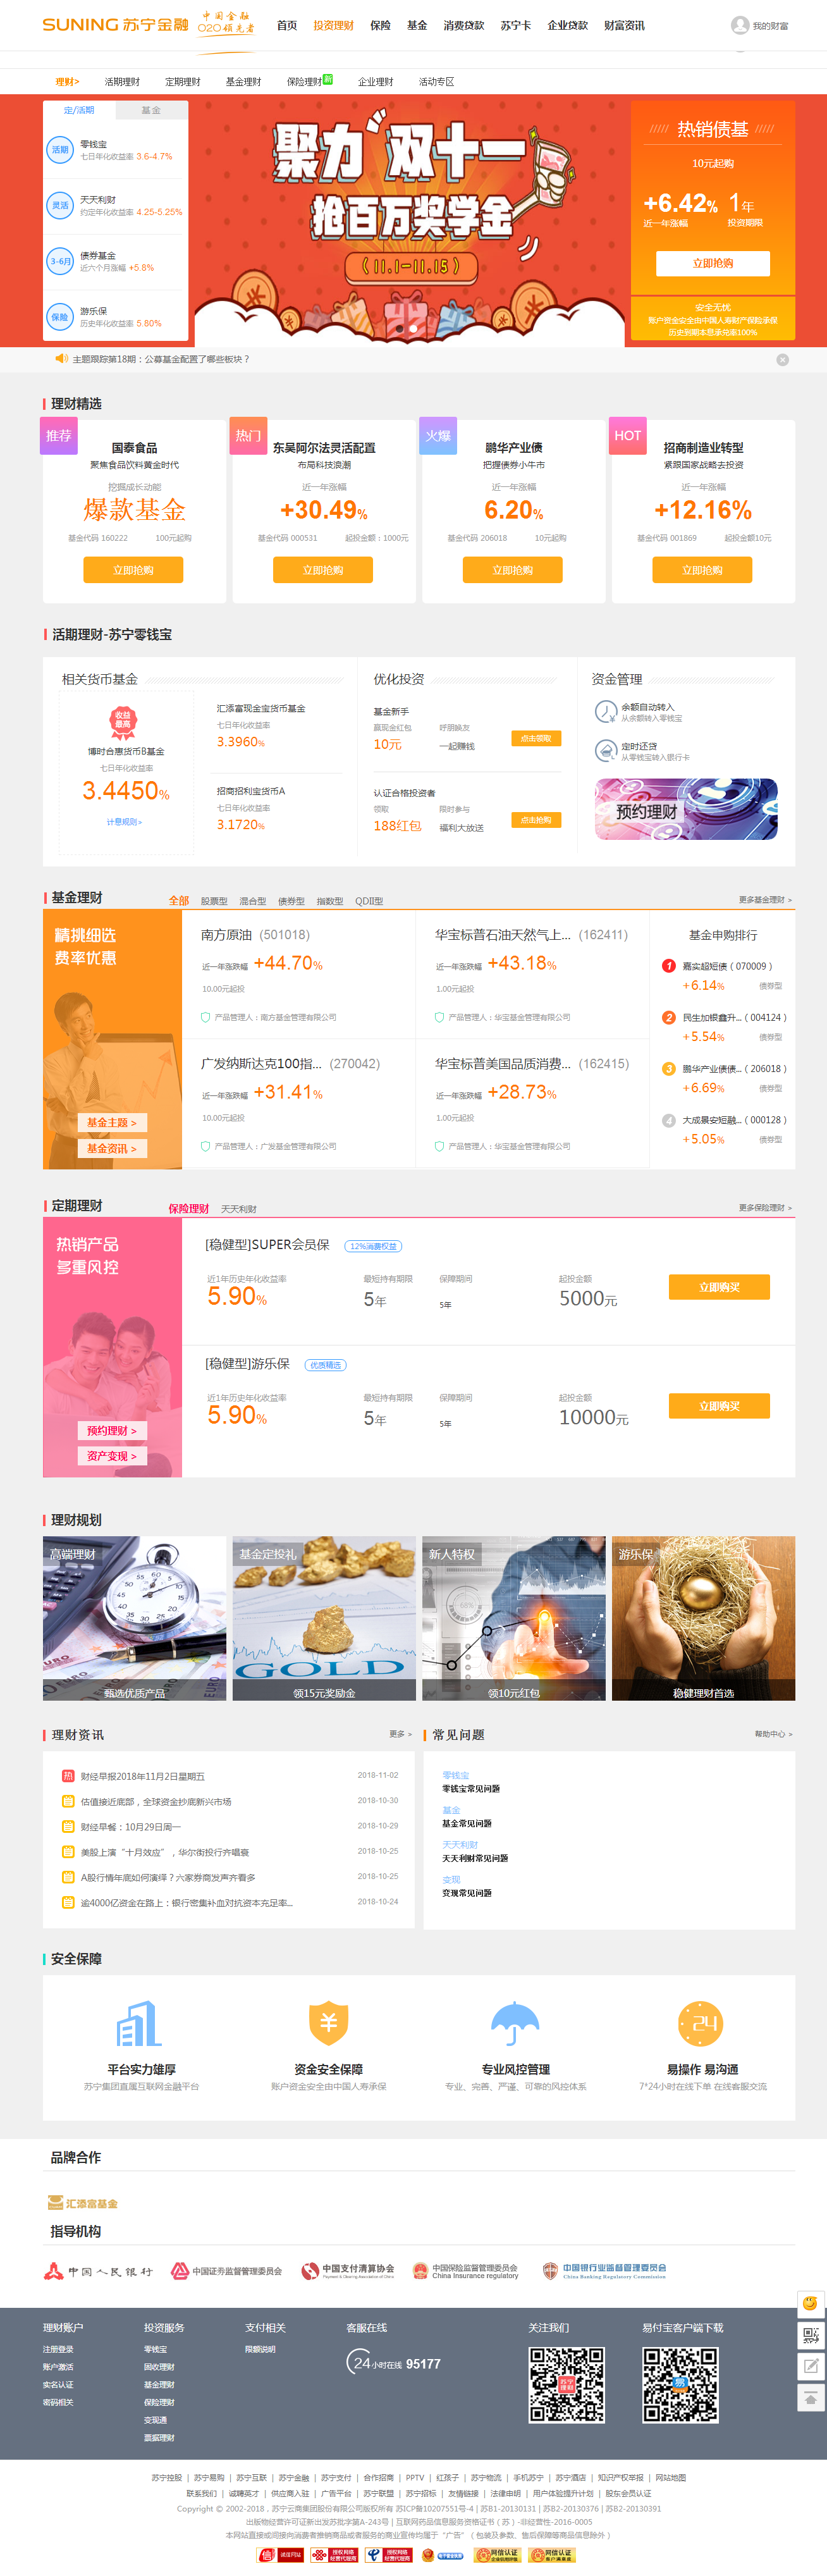 SUNING 苏宁金融 中国金融 O2O领先者 首页 投资理财 保险 基金 消费贷款 苏宁卡 企业贷款 财富资讯 我的财富
理财> 活期理财 定期理财 基金理财 保险理财 新 企业理财 活动专区
定/活期 基金
活期 零钱宝
七日年化收益率 3.6-4.7%
灵活 天天利财
约定年化收益率 4.25-5.25%
3-6月 债券基金
近六个月涨幅 +5.8%
保险 游乐保
历史年化收益率 5.80%
聚力“双十一
抢百万奖学金
(11.1-11.15)
热销债基
10元起购
+6.42% 1年
近一年涨幅 投资期限
立即抢购
安全无忧
账户资金安全由中国人寿财产保险承保
历史到期本息承兑率100%
主题跟踪第18期：公募基金配置了哪些板块？
理财精选
推荐
国泰食品
聚焦食品饮料黄金时代
挖掘成长动能
爆款基金
基金代码 160222 100元起购
立即抢购
热门
东吴阿尔法灵活配置
布局科技浪潮
近一年涨幅
+30.49%
基金代码 000531 起投金额：1000元
立即抢购
火爆
鹏华产业债
把握债券小牛市
近一年涨幅
6.20%
基金代码 206018 10元起购
立即抢购
HOT
招商制造业转型
紧跟国家战略去投资
近一年涨幅
+12.16%
基金代码 001869 起投金额10元
立即抢购
活期理财-苏宁零钱宝
相关货币基金
收益
最高
博时合惠货币B基金
七日年化收益率
3.4450%
计息规则>
汇添富现金宝货币基金
七日年化收益率
3.3960%
招商招利宝货币A
七日年化收益率
3.1720%
优化投资
基金新手
赢现金红包 呼朋唤友
10元 一起赚钱 点击领取
认证合格投资者
领取 限时参与
188红包 福利大放送 点击抢购
资金管理
余额自动转入
从余额转入零钱宝
定时还贷
从零钱宝转入银行卡
预约理财
基金理财 全部 股票型 混合型 债券型 指数型 QDII型 更多基金理财 >
精挑细选
费率优惠
基金主题 >
基金资讯 >
南方原油 (501018)
近一年涨跌幅 +44.70%
10.00元起投
产品管理人：南方基金管理有限公司
华宝标普石油天然气上... (162411)
近一年涨跌幅 +43.18%
1.00元起投
产品管理人：华宝基金管理有限公司
广发纳斯达克100指... (270042)
近一年涨跌幅 +31.41%
10.00元起投
产品管理人：广发基金管理有限公司
华宝标普美国品质消费... (162415)
近一年涨跌幅 +28.73%
1.00元起投
产品管理人：华宝基金管理有限公司
基金申购排行
1 嘉实超短债（070009）
+6.14% 债券型
2 民生加银鑫升...（004124）
+5.54% 债券型
3 鹏华产业债债...（206018）
+6.69% 债券型
4 大成景安短融...（000128）
+5.05% 债券型
定期理财 保险理财 天天利财 更多保险理财 >
热销产品
多重风控
预约理财 >
资产变现 >
[稳健型]SUPER会员保 12%消费权益
近1年历史年化收益率 最短持有期限 保障期间 起投金额
5.90% 5年 5年 5000元 立即购买
[稳健型]游乐保 优质精选
近1年历史年化收益率 最短持有期限 保障期间 起投金额
5.90% 5年 5年 10000元 立即购买
理财规划
高端理财
甄选优质产品
基金定投礼
GOLD
领15元奖励金
新人特权
领10元红包
游乐保
稳健理财首选
理财资讯 更多 >
热 财经早报2018年11月2日星期五 2018-11-02
估值接近底部，全球资金抄底新兴市场 2018-10-30
财经早餐：10月29日周一 2018-10-29
美股上演“十月效应”，华尔街投行齐唱衰 2018-10-25
A股行情年底如何演绎？六家券商发声齐看多 2018-10-25
逾4000亿资金在路上：银行密集补血对抗资本充足率... 2018-10-24
常见问题 帮助中心 >
零钱宝
零钱宝常见问题
基金
基金常见问题
天天利财
天天利财常见问题
变现
变现常见问题
安全保障
平台实力雄厚
苏宁集团直属互联网金融平台
资金安全保障
账户资金安全由中国人寿承保
专业风控管理
专业、完善、严谨、可靠的风控体系
24
易操作 易沟通
7*24小时在线下单 在线客服交流
品牌合作
汇添富基金
指导机构
中国人民银行 中国证券监督管理委员会 中国支付清算协会 中国保险监督管理委员会 中国银行业监督管理委员会
Payment & Clearing Association of China China Insurance regulatory China Banking Regulatory Commission
理财账户 投资服务 支付相关 客服在线 关注我们 易付宝客户端下载
注册登录 零钱宝 限额说明
账户激活 固收理财 24小时在线 95177
实名认证 基金理财
密码相关 保险理财
变现通
票据理财
苏宁控股 | 苏宁易购 | 苏宁互联 | 苏宁金融 | 苏宁支付 | 合作招商 | PPTV | 红孩子 | 苏宁物流 | 手机苏宁 | 苏宁酒店 | 知识产权举报 | 网站地图
联系我们 | 诚聘英才 | 供应商入驻 | 广告平台 | 苏宁联盟 | 苏宁招标 | 友情链接 | 法律申明 | 用户体验提升计划 | 股东会员认证
Copyright © 2002-2018，苏宁云商集团股份有限公司版权所有 苏ICP备10207551号-4 | 苏B1-20130131 | 苏B2-20130376 | 苏B2-20130391
出版物经营许可证新出发苏批字第A-243号 | 互联网药品信息服务资格证书（苏）-非经营性-2016-0005
本网站直接或间接向消费者推销商品或者服务的商业宣传均属于“广告”（包装及参数、售后保障等商品信息除外）